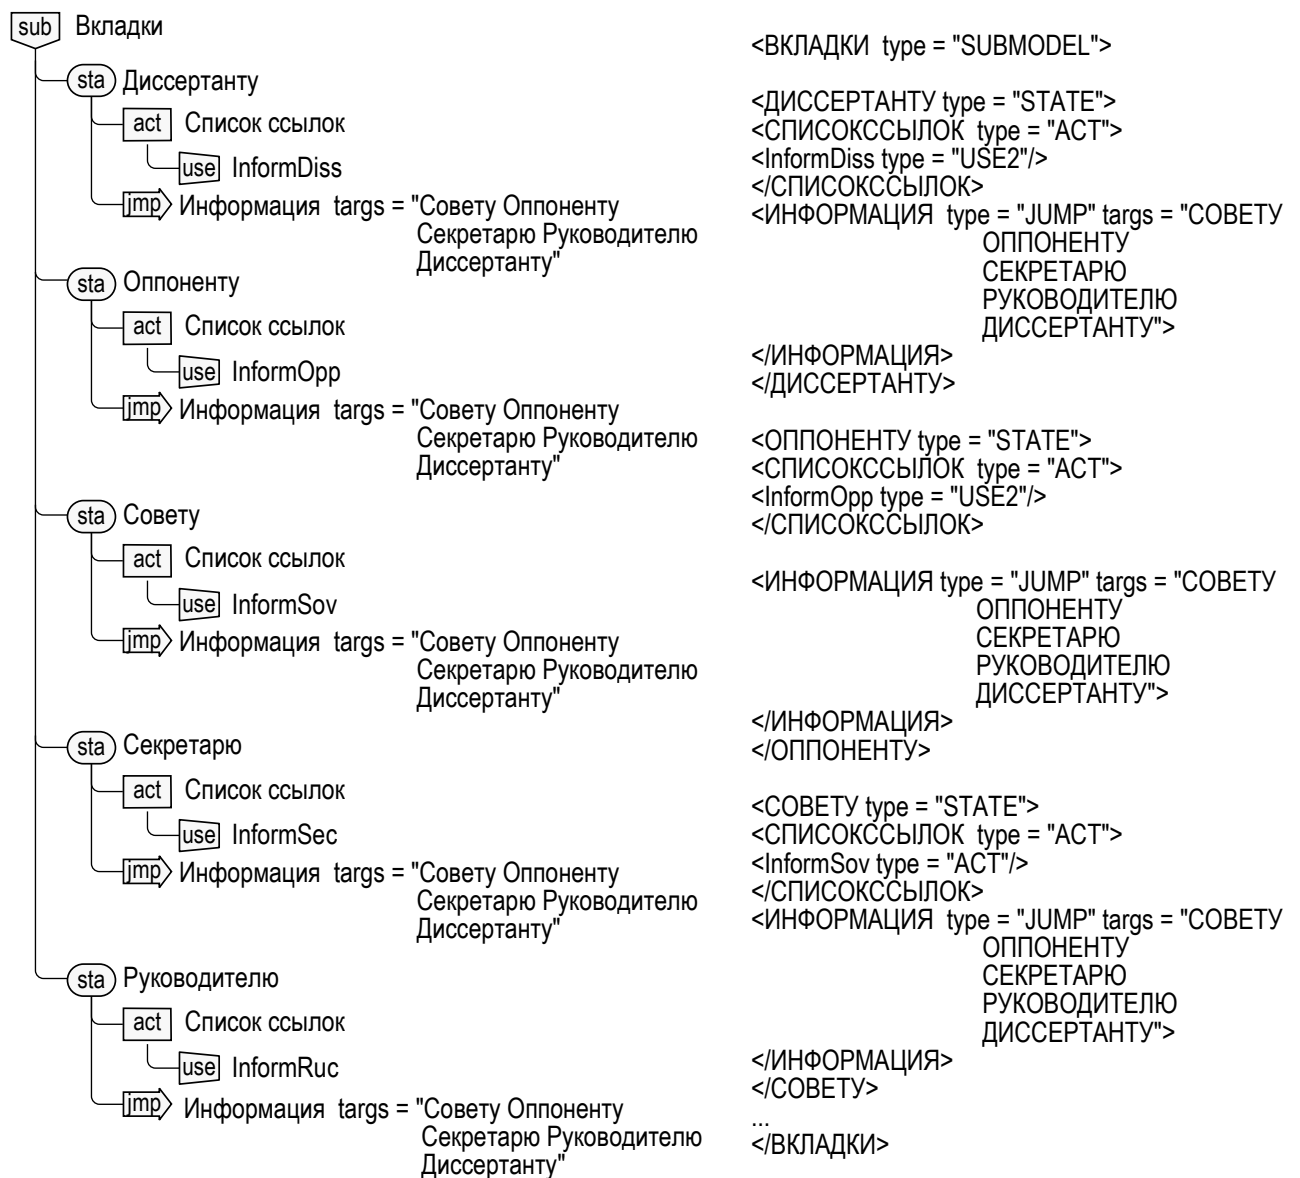 sub Вкладки
sta Диссертанту
act Список ссылок
use InformDiss
jmp Информация targs = "Совету Оппоненту
Секретарю Руководителю
Диссертанту"
sta Оппоненту
act Список ссылок
use InformOpp
jmp Информация targs = "Совету Оппоненту
Секретарю Руководителю
Диссертанту"
sta Совету
act Список ссылок
use InformSov
jmp Информация targs = "Совету Оппоненту
Секретарю Руководителю
Диссертанту"
sta Секретарю
act Список ссылок
use InformSec
jmp Информация targs = "Совету Оппоненту
Секретарю Руководителю
Диссертанту"
sta Руководителю
act Список ссылок
use InformRuc
jmp Информация targs = "Совету Оппоненту
Секретарю Руководителю
Диссертанту"
<ВКЛАДКИ type = "SUBMODEL">
<ДИССЕРТАНТУ type = "STATE">
<СПИСОКССЫЛОК type = "ACT">
<InformDiss type = "USE2"/>
</СПИСОКССЫЛОК>
<ИНФОРМАЦИЯ type = "JUMP" targs = "СОВЕТУ
ОППОНЕНТУ
СЕКРЕТАРЮ
РУКОВОДИТЕЛЮ
ДИССЕРТАНТУ">
</ИНФОРМАЦИЯ>
</ДИССЕРТАНТУ>
<ОППОНЕНТУ type = "STATE">
<СПИСОКССЫЛОК type = "ACT">
<InformOpp type = "USE2"/>
</СПИСОКССЫЛОК>
<ИНФОРМАЦИЯ type = "JUMP" targs = "СОВЕТУ
ОППОНЕНТУ
СЕКРЕТАРЮ
РУКОВОДИТЕЛЮ
ДИССЕРТАНТУ">
</ИНФОРМАЦИЯ>
</ОППОНЕНТУ>
<СОВЕТУ type = "STATE">
<СПИСОКССЫЛОК type = "ACT">
<InformSov type = "ACT"/>
</СПИСОКССЫЛОК>
<ИНФОРМАЦИЯ type = "JUMP" targs = "СОВЕТУ
ОППОНЕНТУ
СЕКРЕТАРЮ
РУКОВОДИТЕЛЮ
ДИССЕРТАНТУ">
</ИНФОРМАЦИЯ>
</СОВЕТУ>
...
</ВКЛАДКИ>